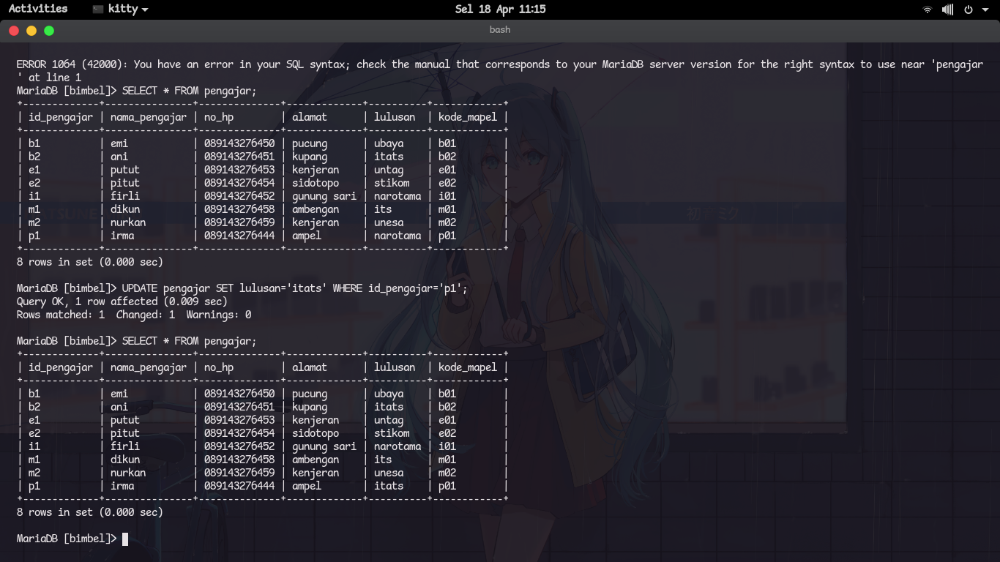 Activities kitty Sel 18 Apr 11:15
bash
ERROR 1064 (42000): You have an error in your SQL syntax; check the manual that corresponds to your MariaDB server version for the right syntax to use near 'pengajar
' at line 1
MariaDB [bimbel]> SELECT * FROM pengajar;
+-------------+---------------+--------------+-------------+----------+------------+
| id_pengajar | nama_pengajar | no_hp        | alamat      | lulusan  | kode_mapel |
+-------------+---------------+--------------+-------------+----------+------------+
| b1          | emi           | 089143276450 | pucung      | ubaya    | b01        |
| b2          | ani           | 089143276451 | kupang      | itats    | b02        |
| e1          | putut         | 089143276453 | kenjeran    | untag    | e01        |
| e2          | pitut         | 089143276454 | sidotopo    | stikom   | e02        |
| i1          | firli         | 089143276452 | gunung sari | narotama | i01        |
| m1          | dikun         | 089143276458 | ambengan    | its      | m01        |
| m2          | nurkan        | 089143276459 | kenjeran    | unesa    | m02        |
| p1          | irma          | 089143276444 | ampel       | narotama | p01        |
+-------------+---------------+--------------+-------------+----------+------------+
8 rows in set (0.000 sec)
MariaDB [bimbel]> UPDATE pengajar SET lulusan='itats' WHERE id_pengajar='p1';
Query OK, 1 row affected (0.009 sec)
Rows matched: 1  Changed: 1  Warnings: 0
MariaDB [bimbel]> SELECT * FROM pengajar;
+-------------+---------------+--------------+-------------+----------+------------+
| id_pengajar | nama_pengajar | no_hp        | alamat      | lulusan  | kode_mapel |
+-------------+---------------+--------------+-------------+----------+------------+
| b1          | emi           | 089143276450 | pucung      | ubaya    | b01        |
| b2          | ani           | 089143276451 | kupang      | itats    | b02        |
| e1          | putut         | 089143276453 | kenjeran    | untag    | e01        |
| e2          | pitut         | 089143276454 | sidotopo    | stikom   | e02        |
| i1          | firli         | 089143276452 | gunung sari | narotama | i01        |
| m1          | dikun         | 089143276458 | ambengan    | its      | m01        |
| m2          | nurkan        | 089143276459 | kenjeran    | unesa    | m02        |
| p1          | irma          | 089143276444 | ampel       | itats    | p01        |
+-------------+---------------+--------------+-------------+----------+------------+
8 rows in set (0.000 sec)
MariaDB [bimbel]>